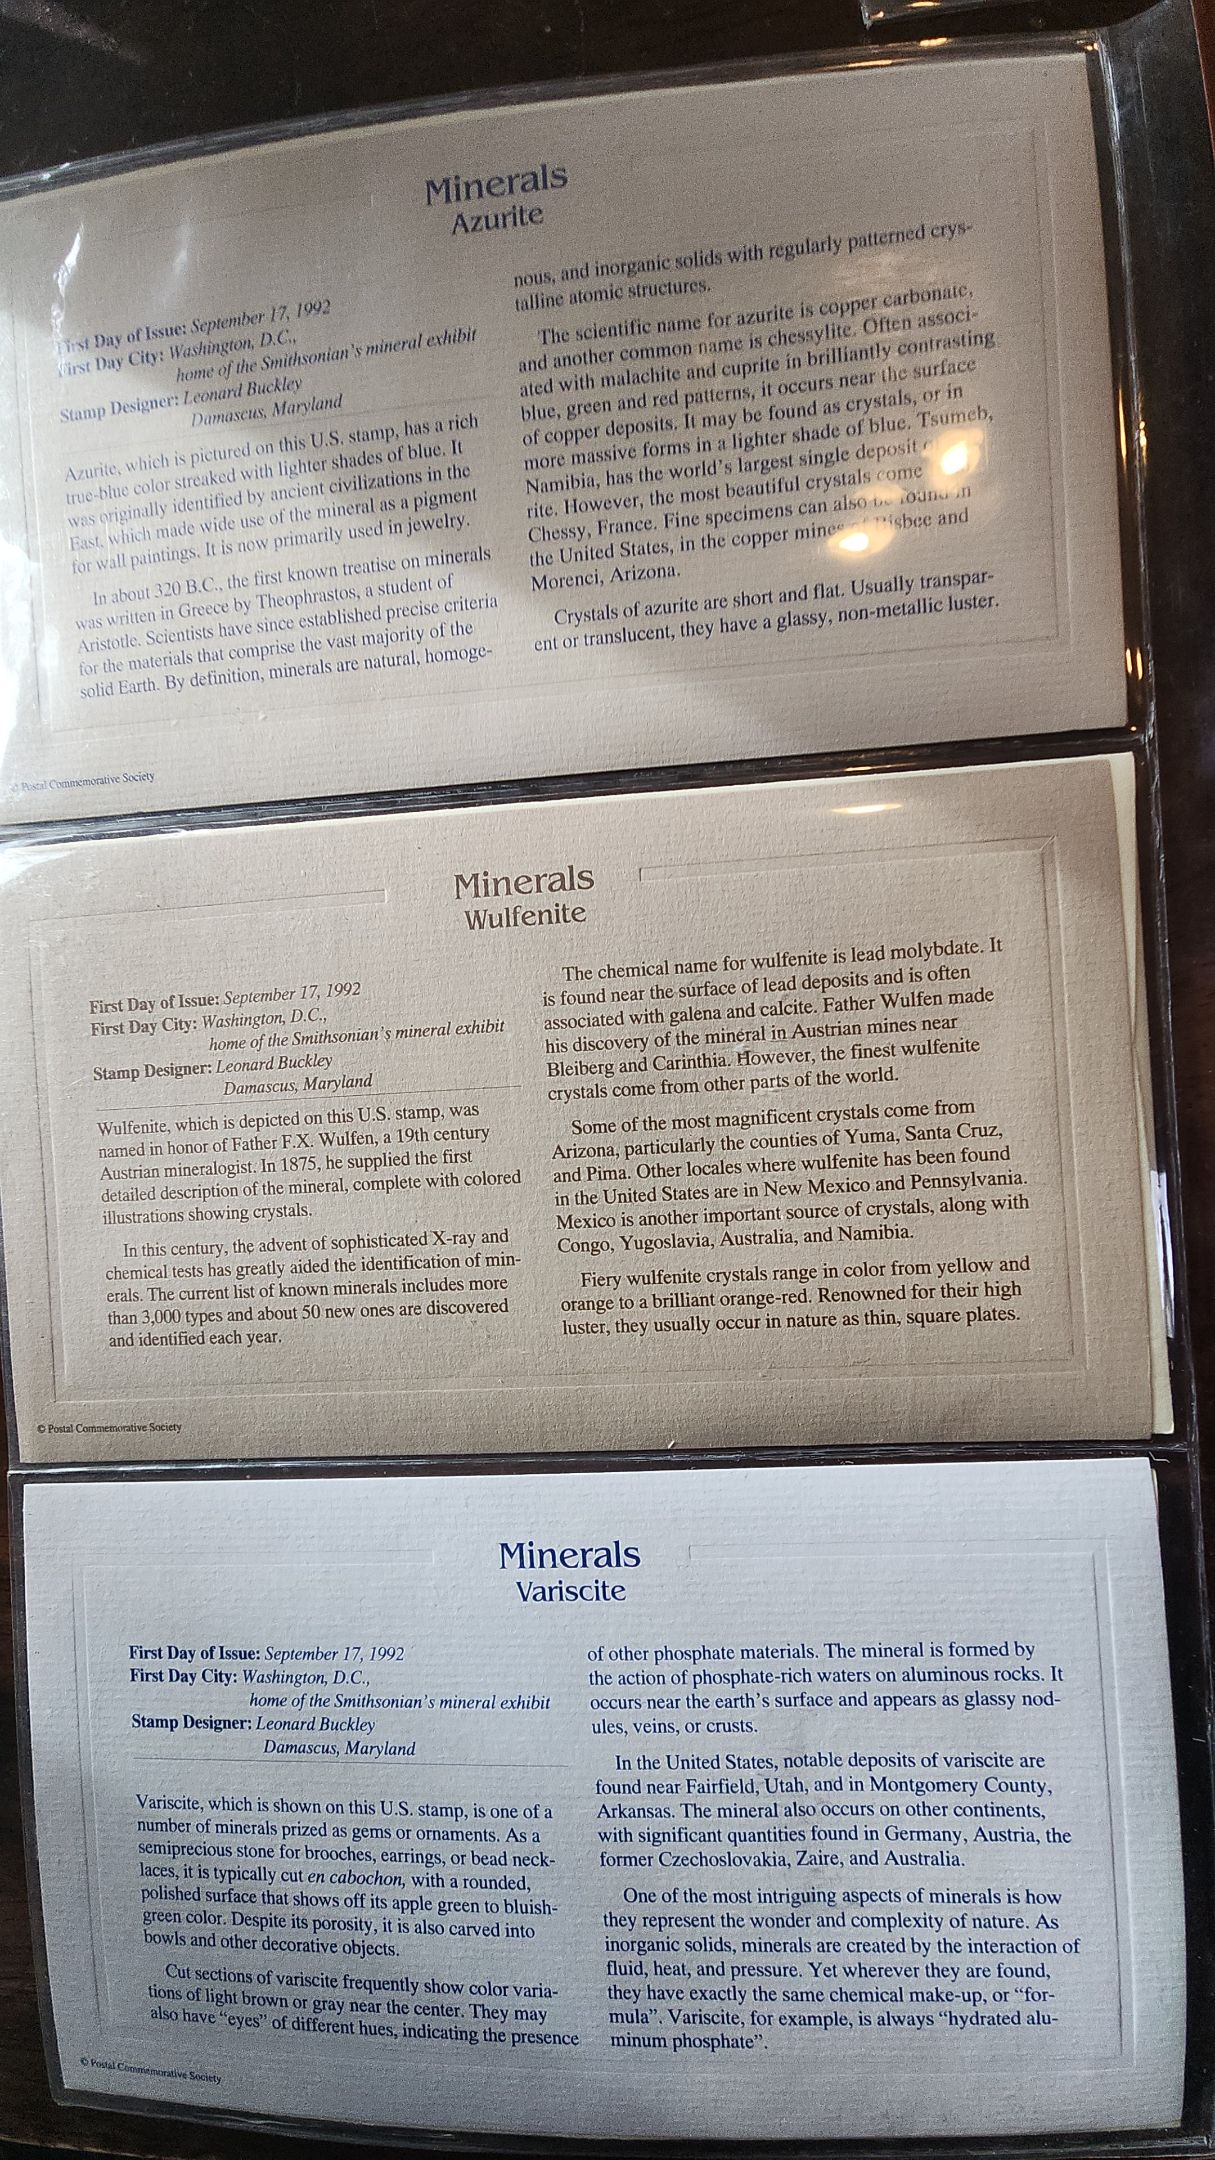 Minerals
Azurite
First Day of Issue: September 17, 1992
First Day City: Washington, D.C.,
home of the Smithsonian's mineral exhibit
Stamp Designer: Leonard Buckley
Damascus, Maryland
Azurite, which is pictured on this U.S. stamp, has a rich
true-blue color streaked with lighter shades of blue. It
was originally identified by ancient civilizations in the
East, which made wide use of the mineral as a pigment
for wall paintings. It is now primarily used in jewelry.
In about 320 B.C., the first known treatise on minerals
was written in Greece by Theophrastos, a student of
Aristotle. Scientists have since established precise criteria
for the materials that comprise the vast majority of the
solid Earth. By definition, minerals are natural, homoge-
nous, and inorganic solids with regularly patterned crys-
talline atomic structures.
The scientific name for azurite is copper carbonate,
and another common name is chessylite. Often associ-
ated with malachite and cuprite in brilliantly contrasting
blue, green and red patterns, it occurs near the surface
of copper deposits. It may be found as crystals, or in
more massive forms in a lighter shade of blue. Tsumeb,
Namibia, has the world's largest single deposit
rite. However, the most beautiful crystals come
Chessy, France. Fine specimens can also be found in
the United States, in the copper mines Bisbee and
Morenci, Arizona.
Crystals of azurite are short and flat. Usually transpar-
ent or translucent, they have a glassy, non-metallic luster.
© Postal Commemorative Society
Minerals
Wulfenite
First Day of Issue: September 17, 1992
First Day City: Washington, D.C.,
home of the Smithsonian's mineral exhibit
Stamp Designer: Leonard Buckley
Damascus, Maryland
Wulfenite, which is depicted on this U.S. stamp, was
named in honor of Father F.X. Wulfen, a 19th century
Austrian mineralogist. In 1875, he supplied the first
detailed description of the mineral, complete with colored
illustrations showing crystals.
In this century, the advent of sophisticated X-ray and
chemical tests has greatly aided the identification of min-
erals. The current list of known minerals includes more
than 3,000 types and about 50 new ones are discovered
and identified each year.
The chemical name for wulfenite is lead molybdate. It
is found near the surface of lead deposits and is often
associated with galena and calcite. Father Wulfen made
his discovery of the mineral in Austrian mines near
Bleiberg and Carinthia. However, the finest wulfenite
crystals come from other parts of the world.
Some of the most magnificent crystals come from
Arizona, particularly the counties of Yuma, Santa Cruz,
and Pima. Other locales where wulfenite has been found
in the United States are in New Mexico and Pennsylvania.
Mexico is another important source of crystals, along with
Congo, Yugoslavia, Australia, and Namibia.
Fiery wulfenite crystals range in color from yellow and
orange to a brilliant orange-red. Renowned for their high
luster, they usually occur in nature as thin, square plates.
© Postal Commemorative Society
Minerals
Variscite
First Day of Issue: September 17, 1992
First Day City: Washington, D.C.,
home of the Smithsonian's mineral exhibit
Stamp Designer: Leonard Buckley
Damascus, Maryland
Variscite, which is shown on this U.S. stamp, is one of a
number of minerals prized as gems or ornaments. As a
semiprecious stone for brooches, earrings, or bead neck-
laces, it is typically cut en cabochon, with a rounded,
polished surface that shows off its apple green to bluish-
green color. Despite its porosity, it is also carved into
bowls and other decorative objects.
Cut sections of variscite frequently show color varia-
tions of light brown or gray near the center. They may
also have “eyes” of different hues, indicating the presence
of other phosphate materials. The mineral is formed by
the action of phosphate-rich waters on aluminous rocks. It
occurs near the earth's surface and appears as glassy nod-
ules, veins, or crusts.
In the United States, notable deposits of variscite are
found near Fairfield, Utah, and in Montgomery County,
Arkansas. The mineral also occurs on other continents,
with significant quantities found in Germany, Austria, the
former Czechoslovakia, Zaire, and Australia.
One of the most intriguing aspects of minerals is how
they represent the wonder and complexity of nature. As
inorganic solids, minerals are created by the interaction of
fluid, heat, and pressure. Yet wherever they are found,
they have exactly the same chemical make-up, or “for-
mula”. Variscite, for example, is always “hydrated alu-
minum phosphate”.
© Postal Commemorative Society